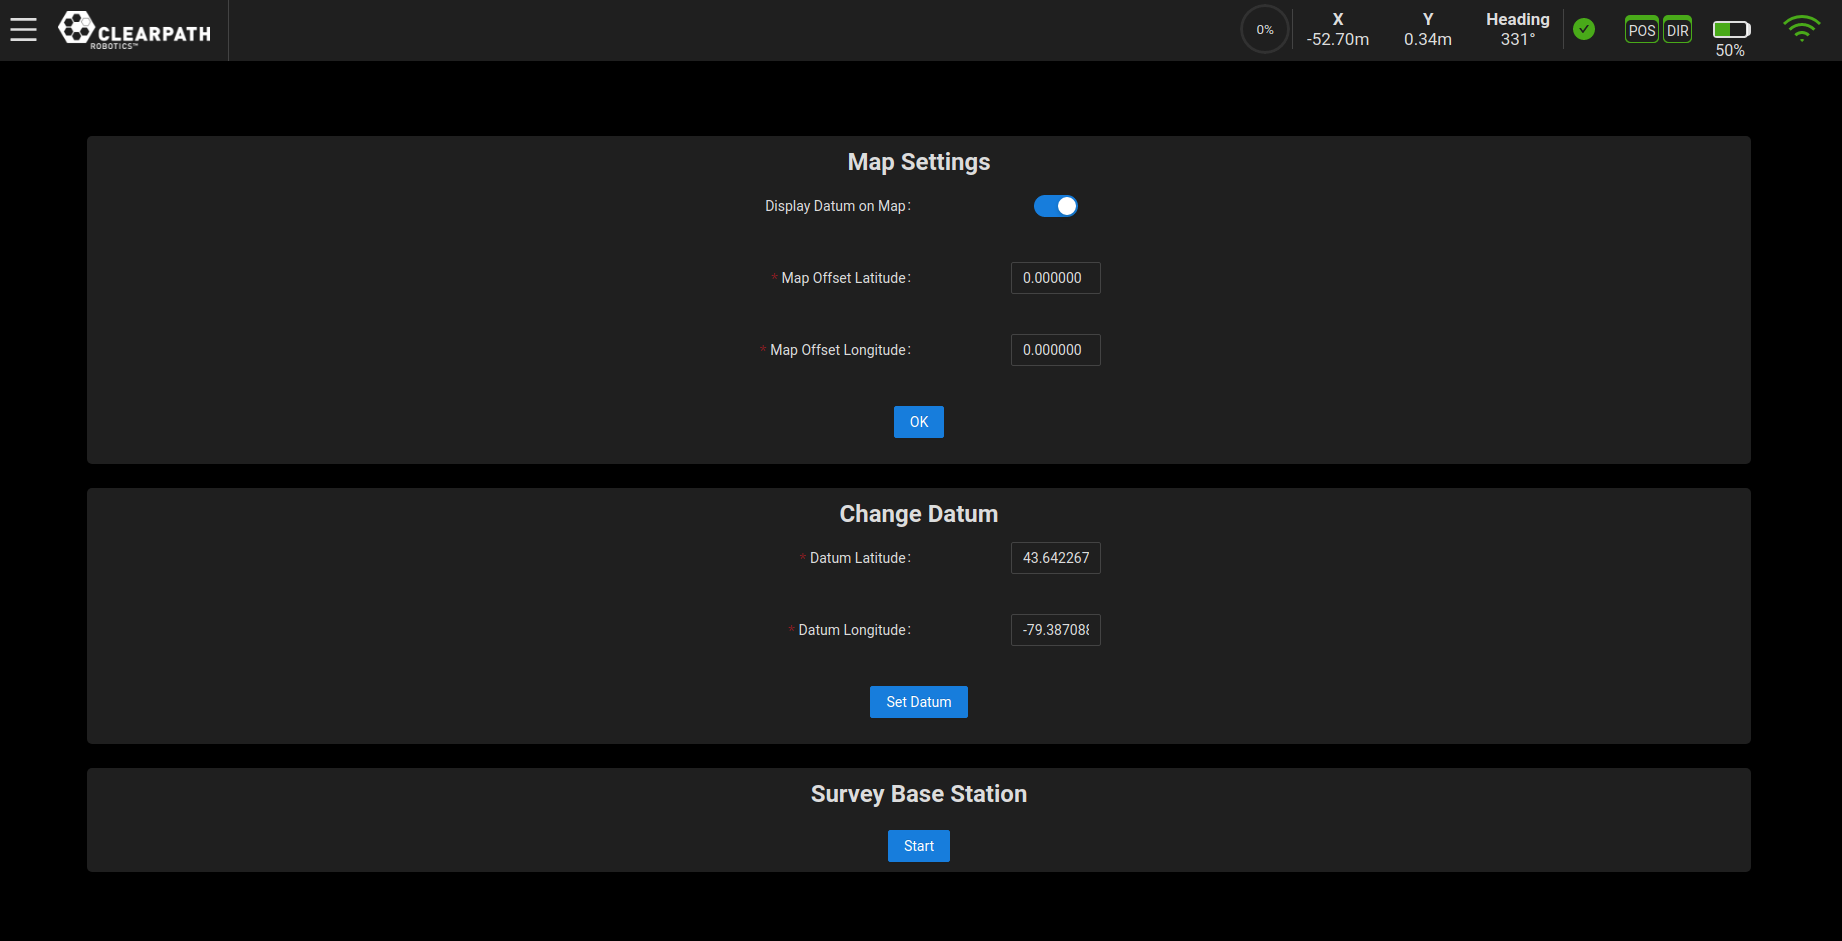 CLEARPATH
ROBOTICS™
0%
X
-52.70m
Y
0.34m
Heading
331°
POS
DIR
50%
Map Settings
Display Datum on Map:
* Map Offset Latitude:
0.000000
* Map Offset Longitude:
0.000000
OK
Change Datum
* Datum Latitude:
43.642267
* Datum Longitude:
-79.387088
Set Datum
Survey Base Station
Start